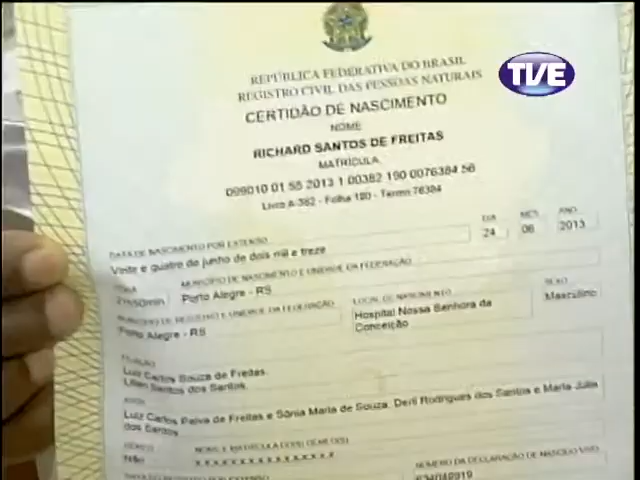 TVE
REPÚBLICA FEDERATIVA DO BRASIL
REGISTRO CIVIL DAS PESSOAS NATURAIS
CERTIDÃO DE NASCIMENTO
NOME
RICHARD SANTOS DE FREITAS
MATRÍCULA
099010 01 55 2013 1 00382 190 0076384 56
Livro A-382 - Folha 190 - Termo 76384
DATA DE NASCIMENTO POR EXTENSO DIA MES ANO
Vinte e quatro de junho de dois mil e treze 24 06 2013
HORA MUNICÍPIO DE NASCIMENTO E UNIDADE DA FEDERAÇÃO
Porto Alegre - RS
MUNICÍPIO DE REGISTRO E UNIDADE DA FEDERAÇÃO LOCAL DE NASCIMENTO SEXO
Porto Alegre - RS Hospital Nossa Senhora da Conceição Masculino
FILIAÇÃO
Luiz Carlos Souza de Freitas.
Lilian Santos dos Santos.
AVÓS
Luiz Carlos Paiva de Freitas e Sônia Maria de Souza. Derli Rodrigues dos Santos e Maria Julia
dos Santos
GÊMEO NOME E MATRÍCULA DO(S) GÊMEO(S)
Não
NÚMERO DA DECLARAÇÃO DE NASCIDO VIVO